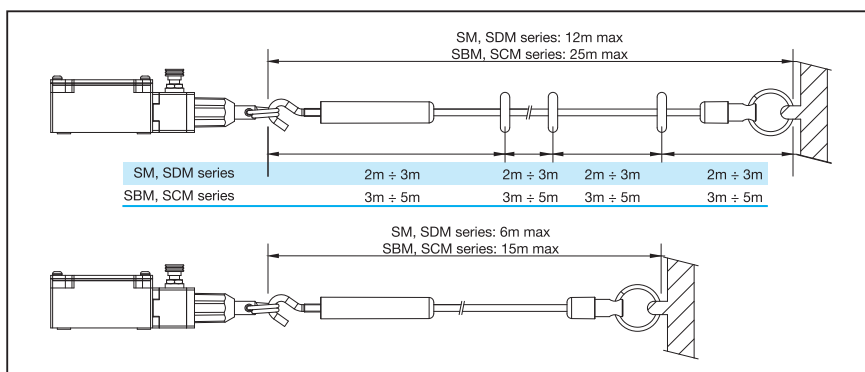 SM, SDM series: 12m max
SBM, SCM series: 25m max
SM, SDM series 2m ÷ 3m 2m ÷ 3m 2m ÷ 3m 2m ÷ 3m
SBM, SCM series 3m ÷ 5m 3m ÷ 5m 3m ÷ 5m 3m ÷ 5m
SM, SDM series: 6m max
SBM, SCM series: 15m max